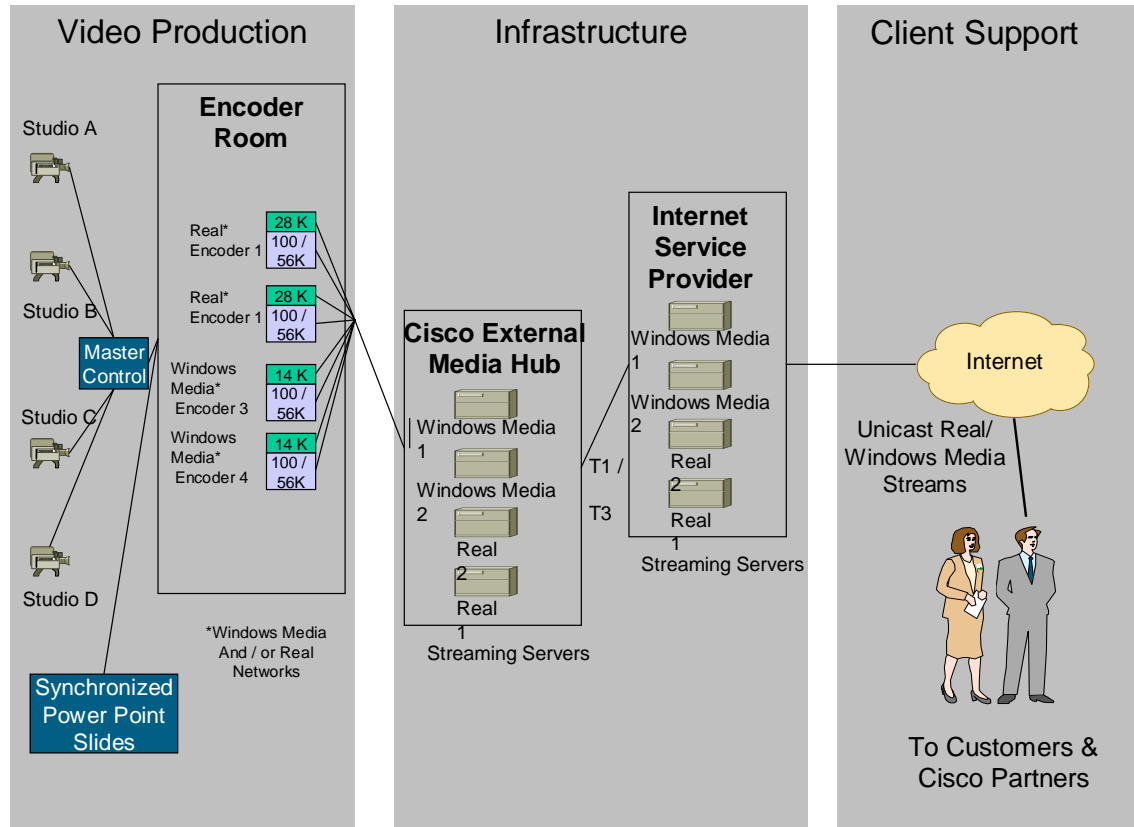 Video Production
Studio A
Studio B
Master
Control
Studio C
Studio D
Synchronized
Power Point
Slides
Encoder
Room
Real*
Encoder 1
28 K
100 /
56K
Real*
Encoder 1
28 K
100 /
56K
Windows
Media*
Encoder 3
14 K
100 /
56K
Windows
Media*
Encoder 4
14 K
100 /
56K
*Windows Media
And / or Real
Networks
Infrastructure
Cisco External
Media Hub
Windows Media
1
Windows Media
2
Real
2
Real
1
Streaming Servers
T1 /
T3
Internet
Service
Provider
Windows Media
1
Windows Media
2
Real
2
Real
1
Streaming Servers
Client Support
Internet
Unicast Real/
Windows Media
Streams
To Customers &
Cisco Partners